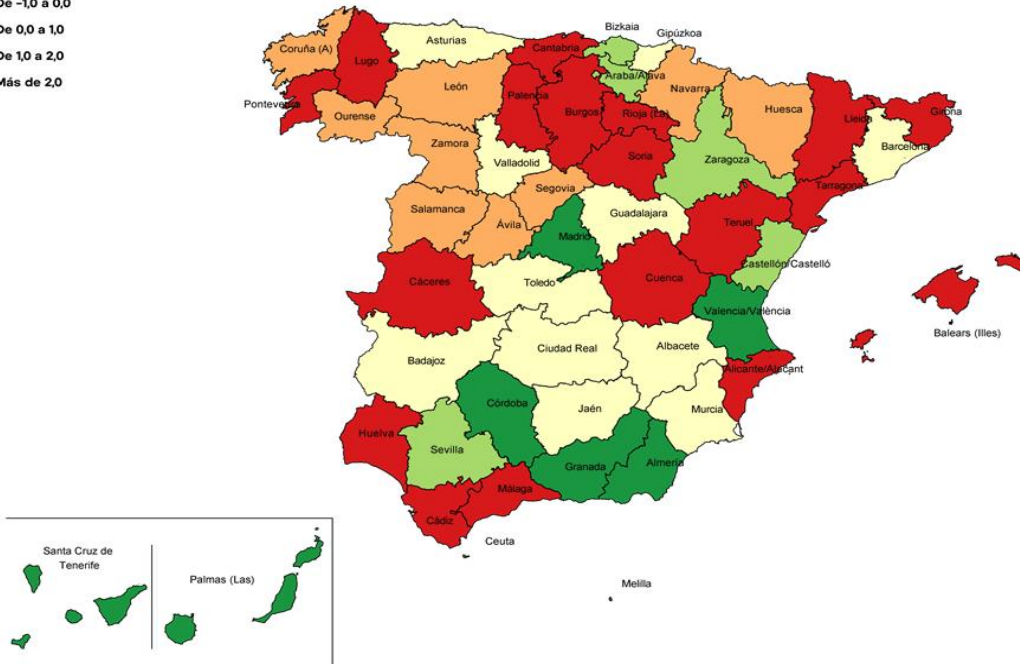 De -1,0 a 0,0
De 0,0 a 1,0
De 1,0 a 2,0
Más de 2,0
Bizkaia
Gipúzkoa
Asturias
Cantabria
Coruña (A)
Lugo
Araba/Álava
León
Navarra
Palencia
Pontevedra
Burgos
Rioja (La)
Huesca
Ourense
Lleida
Girona
Zamora
Barcelona
Soria
Zaragoza
Valladolid
Segovia
Tarragona
Salamanca
Guadalajara
Ávila
Teruel
Madrid
Castellón/Castelló
Cáceres
Toledo
Cuenca
Valencia/València
Balears (Illes)
Ciudad Real
Albacete
Badajoz
Alicante/Alacant
Córdoba
Jaén
Murcia
Huelva
Sevilla
Granada
Almería
Málaga
Cádiz
Ceuta
Santa Cruz de
Tenerife
Palmas (Las)
Melilla